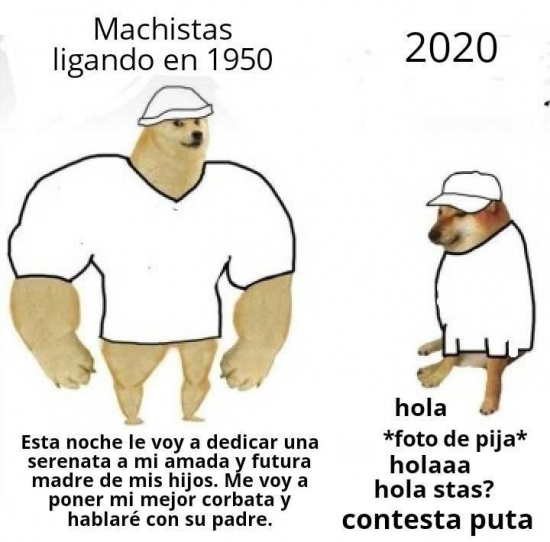 Machistas
ligando en 1950
2020
Esta noche le voy a dedicar una
serenata a mi amada y futura
madre de mis hijos. Me voy a
poner mi mejor corbata y
hablaré con su padre.
hola
*foto de pija*
holaaa
hola stas?
contesta puta